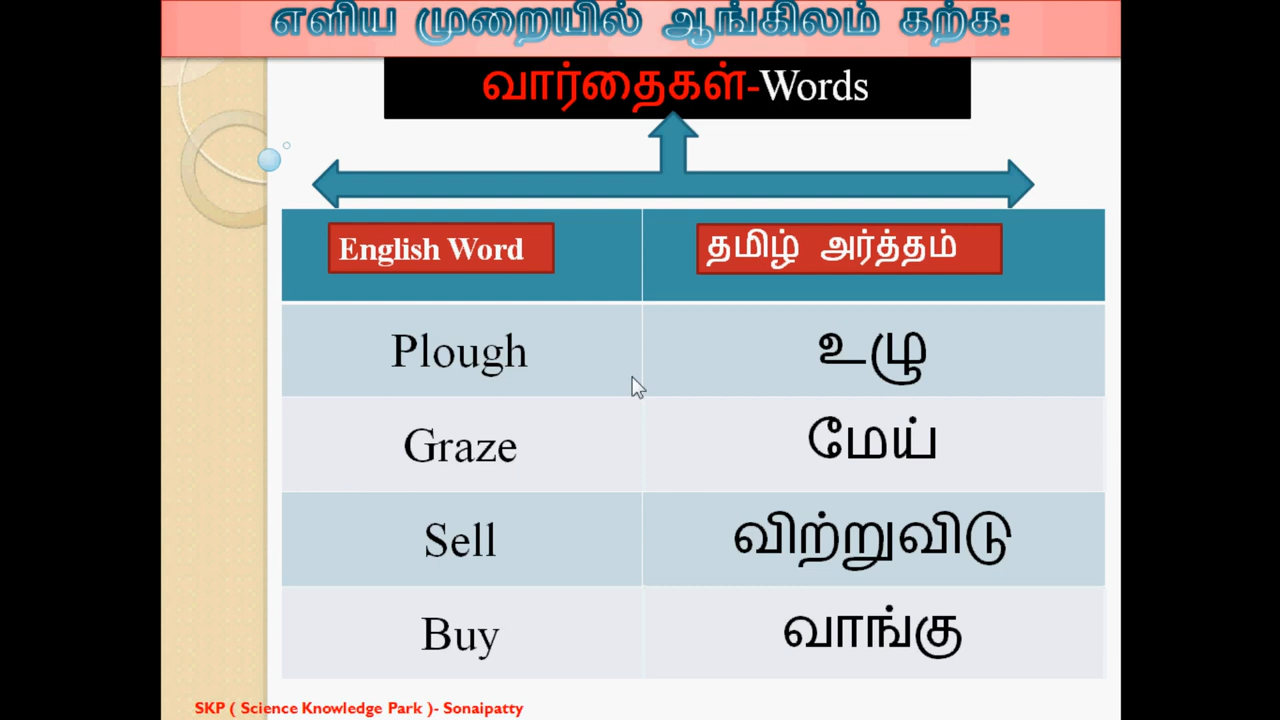 எளிய முறையில் ஆங்கிலம் கற்க:
வார்தைகள்-Words
English Word தமிழ் அர்த்தம்
Plough உழு
Graze மேய்
Sell விற்றுவிடு
Buy வாங்கு
SKP ( Science Knowledge Park )- Sonaipatty